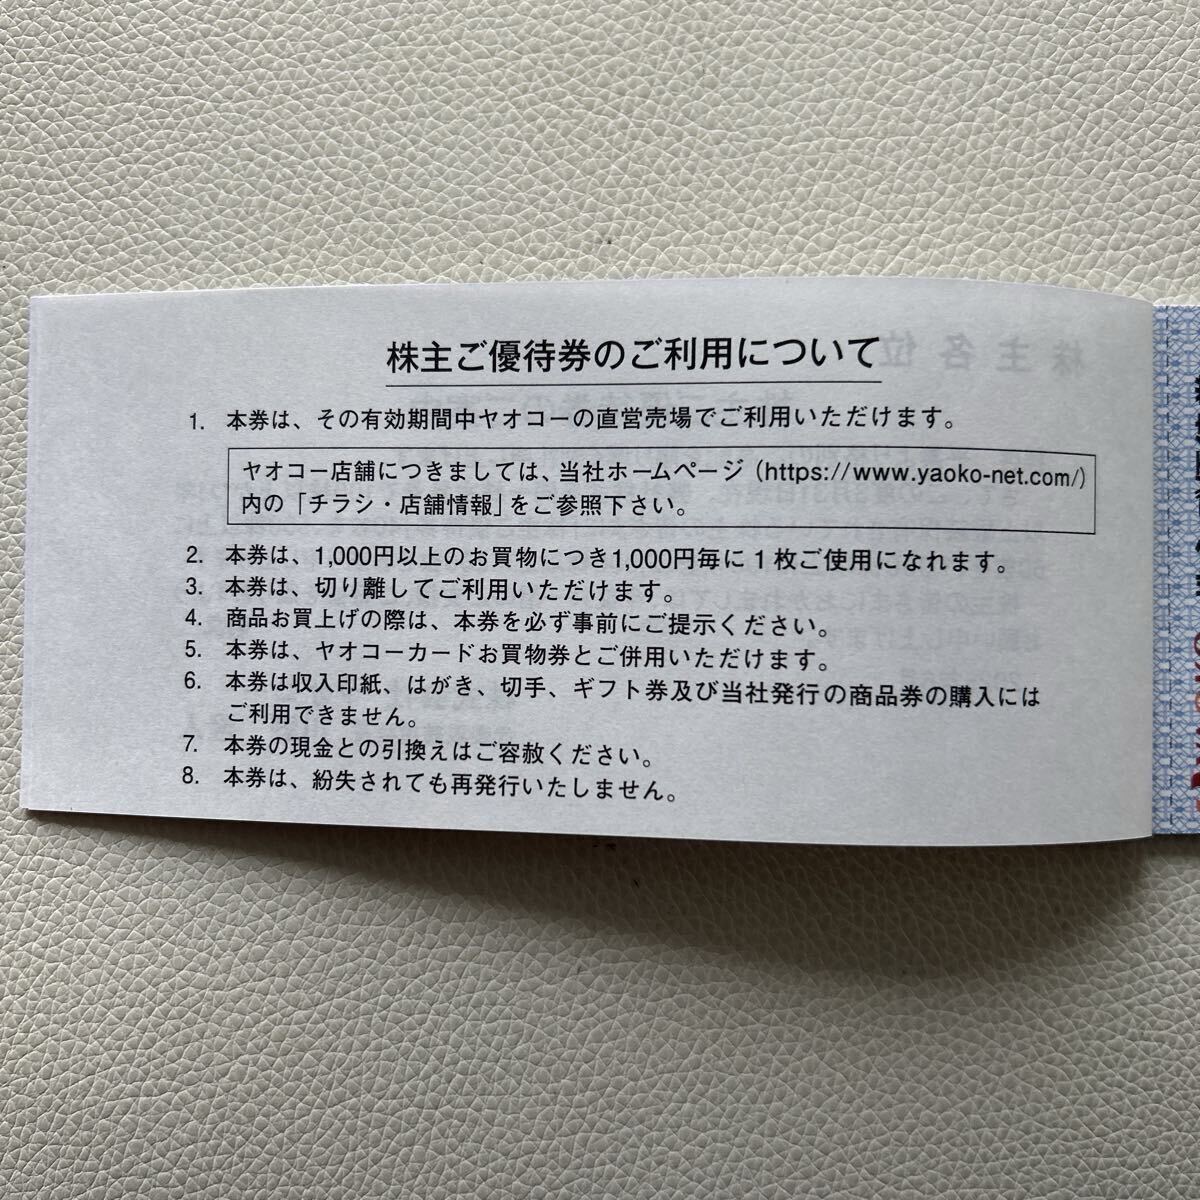 株主ご優待券のご利用について
1. 本券は、その有効期間中ヤオコーの直営売場でご利用いただけます。
ヤオコー店舗につきましては、当社ホームページ（https://www.yaoko-net.com/）
内の「チラシ・店舗情報」をご参照下さい。
2. 本券は、1,000円以上のお買物につき1,000円毎に1枚ご使用になれます。
3. 本券は、切り離してご利用いただけます。
4. 商品お買上げの際は、本券を必ず事前にご提示ください。
5. 本券は、ヤオコーカードお買物券とご併用いただけます。
6. 本券は収入印紙、はがき、切手、ギフト券及び当社発行の商品券の購入には
ご利用できません。
7. 本券の現金との引換えはご容赦ください。
8. 本券は、紛失されても再発行いたしません。
株主各位